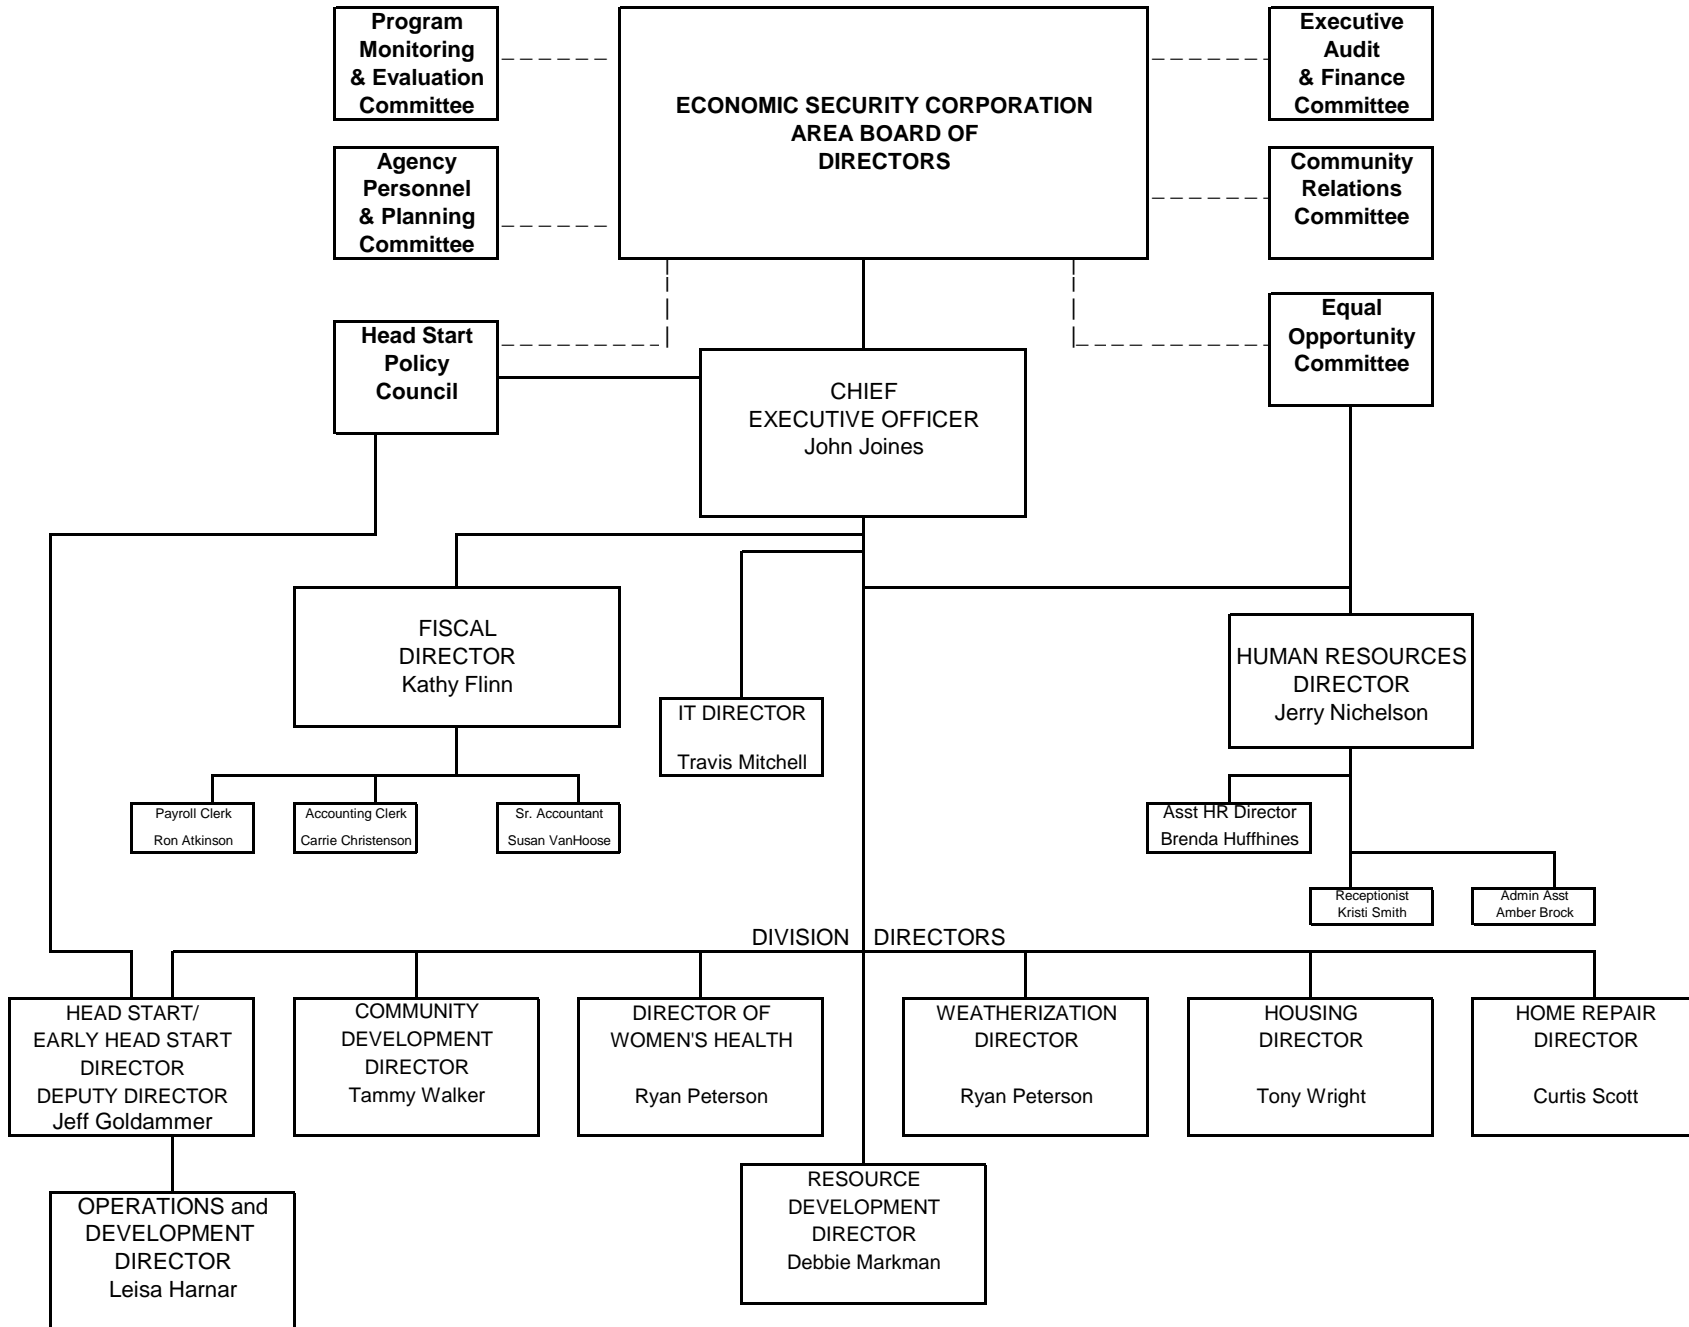 Program
Monitoring
& Evaluation
Committee
ECONOMIC SECURITY CORPORATION
AREA BOARD OF
DIRECTORS
Executive
Audit
& Finance
Committee
Agency
Personnel
& Planning
Committee
Community
Relations
Committee
Head Start
Policy
Council
Equal
Opportunity
Committee
CHIEF
EXECUTIVE OFFICER
John Joines
FISCAL
DIRECTOR
Kathy Flinn
IT DIRECTOR
Travis Mitchell
HUMAN RESOURCES
DIRECTOR
Jerry Nichelson
Payroll Clerk
Ron Atkinson
Accounting Clerk
Carrie Christenson
Sr. Accountant
Susan VanHoose
Asst HR Director
Brenda Huffhines
Receptionist
Kristi Smith
Admin Asst
Amber Brock
DIVISION DIRECTORS
HEAD START/
EARLY HEAD START
DIRECTOR
DEPUTY DIRECTOR
Jeff Goldammer
COMMUNITY
DEVELOPMENT
DIRECTOR
Tammy Walker
DIRECTOR OF
WOMEN'S HEALTH
Ryan Peterson
WEATHERIZATION
DIRECTOR
Ryan Peterson
HOUSING
DIRECTOR
Tony Wright
HOME REPAIR
DIRECTOR
Curtis Scott
OPERATIONS and
DEVELOPMENT
DIRECTOR
Leisa Harnar
RESOURCE
DEVELOPMENT
DIRECTOR
Debbie Markman